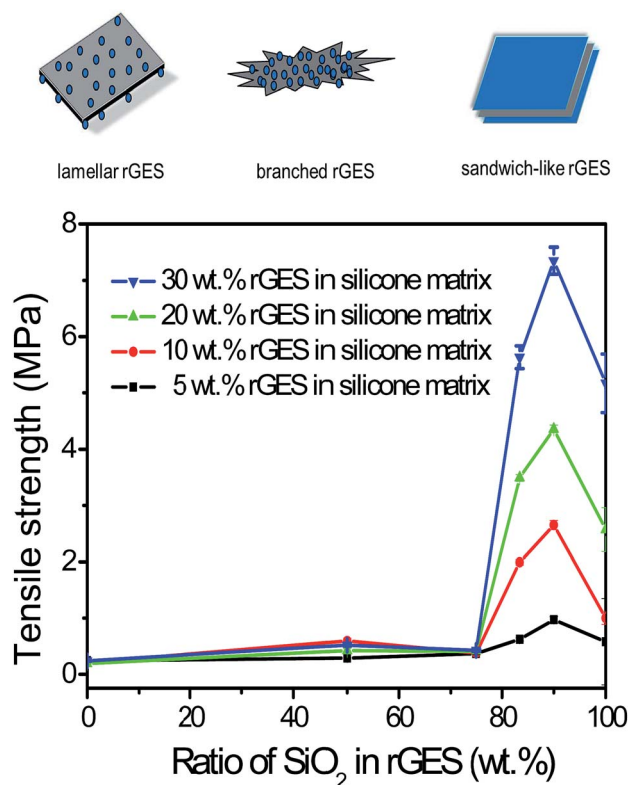 lamellar rGES branched rGES sandwich-like rGES
8
30 wt.% rGES in silicone matrix
20 wt.% rGES in silicone matrix
6
10 wt.% rGES in silicone matrix
5 wt.% rGES in silicone matrix
4
2
0
Tensile strength (MPa)
0 20 40 60 80 100
Ratio of SiO₂ in rGES (wt.%)